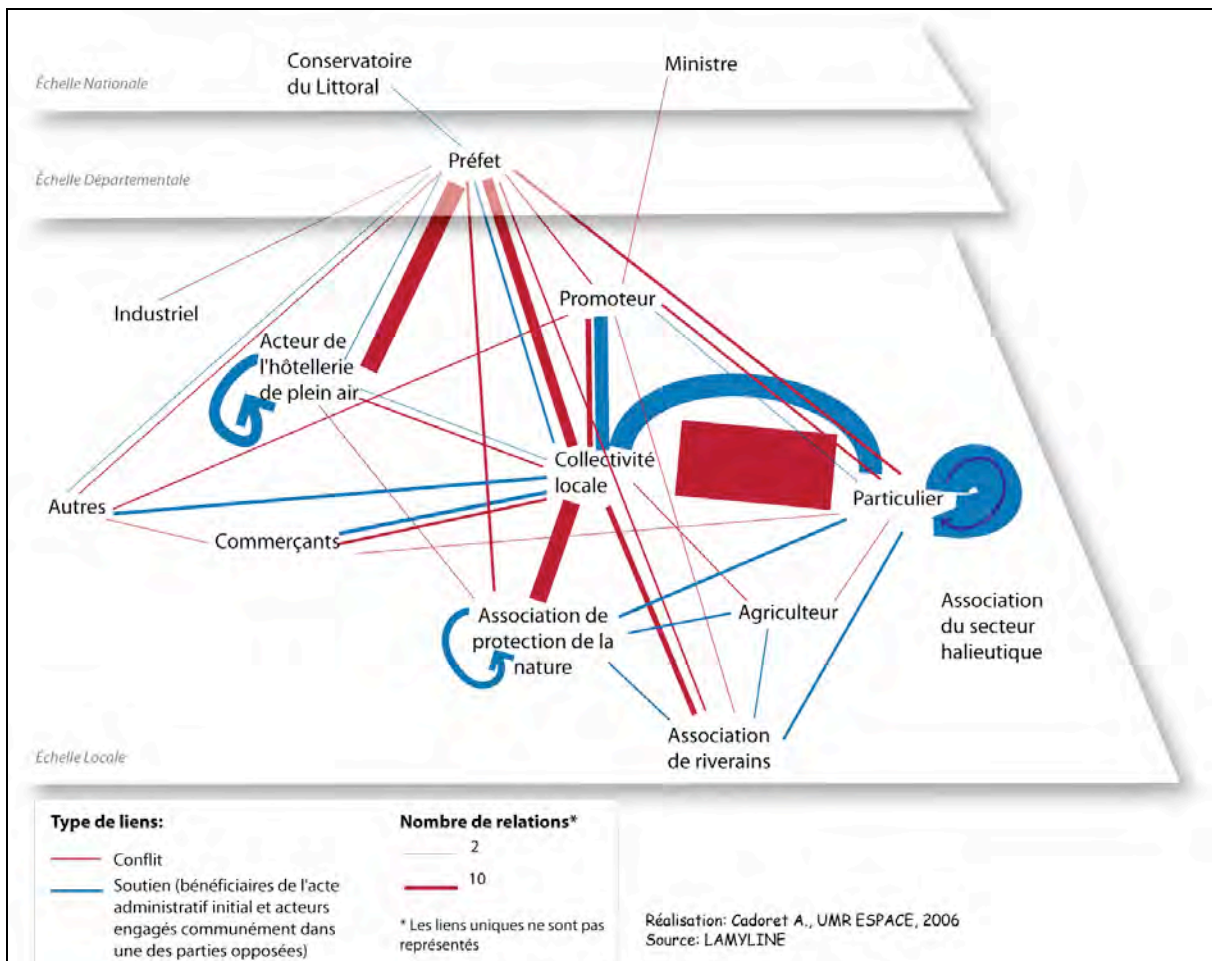 Échelle Nationale
Conservatoire
du Littoral
Ministre
Échelle Départementale
Préfet
Industriel
Promoteur
Acteur de
l'hôtellerie
de plein air
Collectivité
locale
Particulier
Autres
Commerçants
Association de
protection de la
nature
Agriculteur
Association
du secteur
halieutique
Association
de riverains
Echelle Locale
Type de liens:
Conflit
Soutien (bénéficiaires de l'acte
administratif initial et acteurs
engagés communément dans
une des parties opposées)
Nombre de relations*
2
10
* Les liens uniques ne sont pas
représentés
Réalisation: Cadoret A., UMR ESPACE, 2006
Source: LAMYLINE